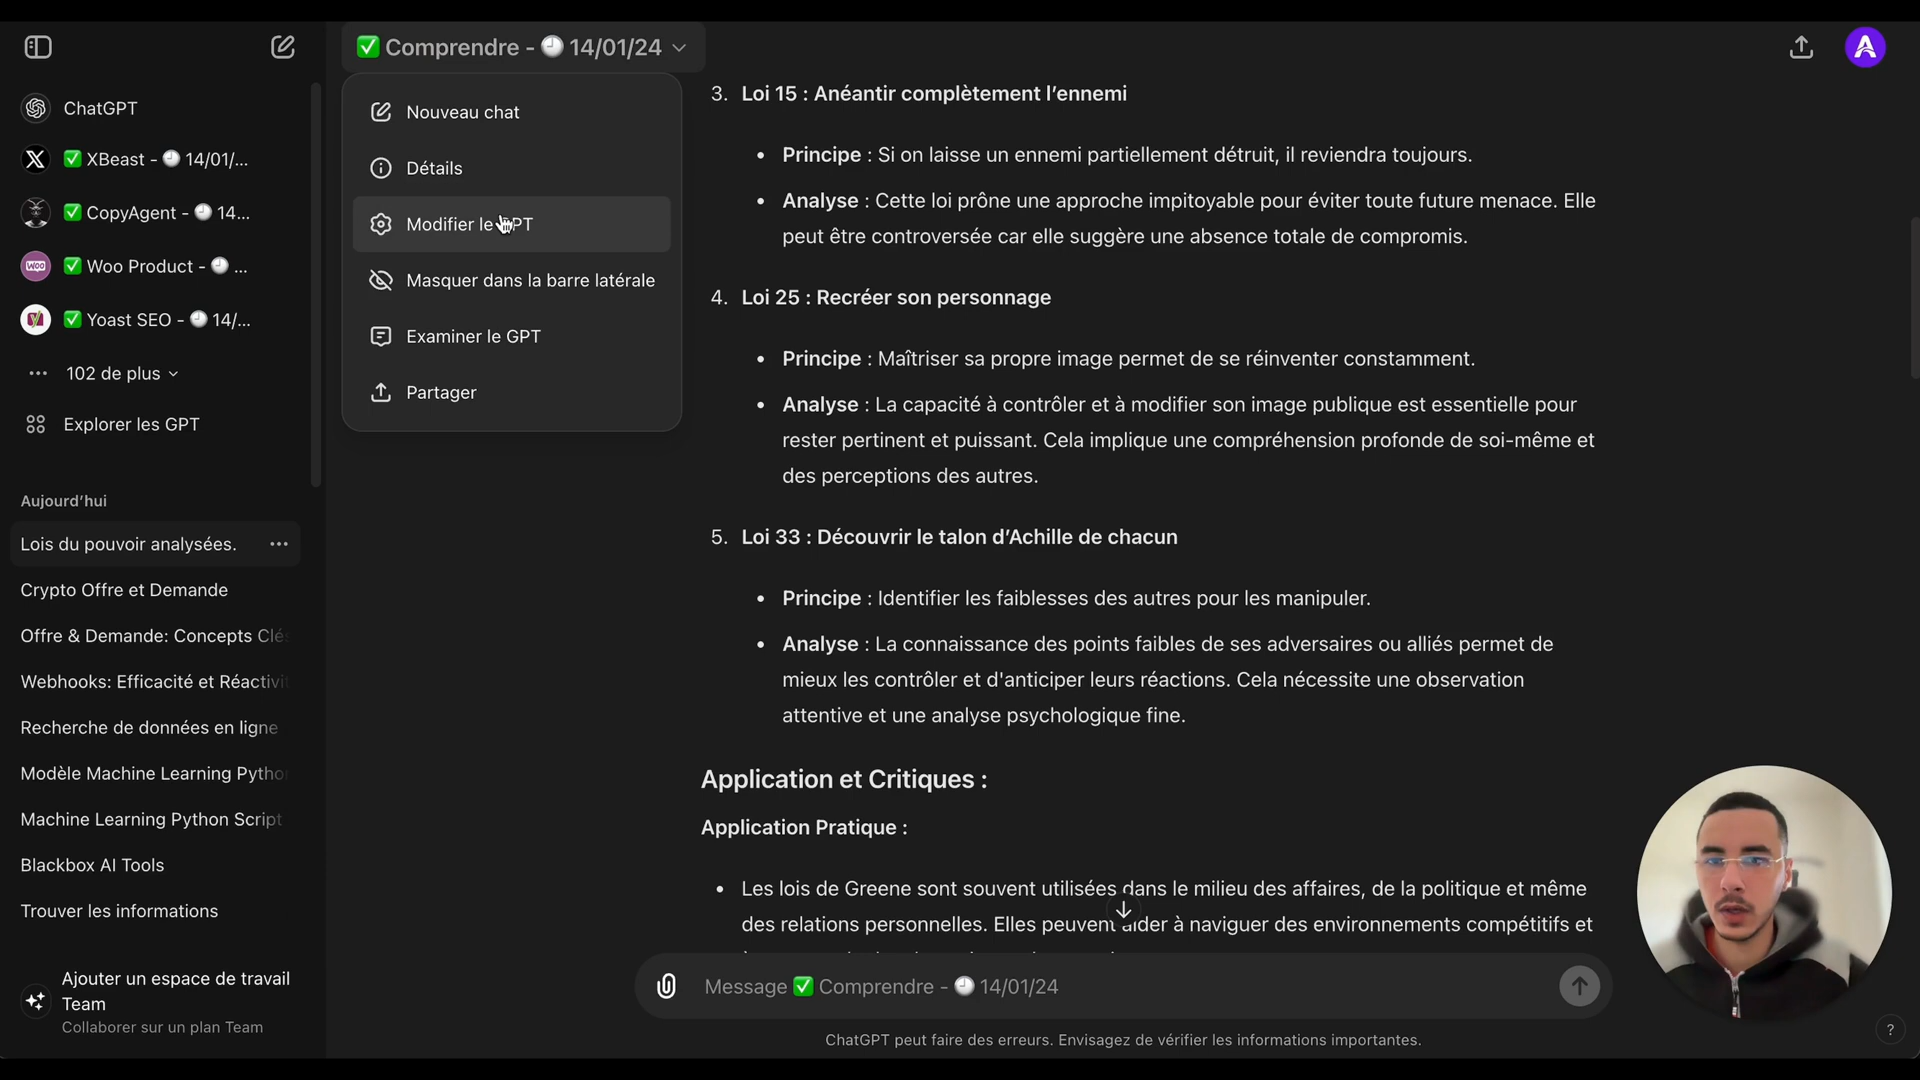 ChatGPT
✅ XBeast - 🕘 14/01/...
✅ CopyAgent - 🕘 14...
WOO
✅ Woo Product - 🕘 ...
✅ Yoast SEO - 🕘 14/...
102 de plus
Explorer les GPT
Aujourd’hui
Lois du pouvoir analysées.
Crypto Offre et Demande
Offre & Demande: Concepts Clés
Webhooks: Efficacité et Réactivi
Recherche de données en ligne
Modèle Machine Learning Pytho
Machine Learning Python Script
Blackbox AI Tools
Trouver les informations
Ajouter un espace de travail
Team
Collaborer sur un plan Team
✅ Comprendre - 🕘 14/01/24
A
Nouveau chat
Détails
Modifier le GPT
Masquer dans la barre latérale
Examiner le GPT
Partager
3. Loi 15 : Anéantir complètement l’ennemi
• Principe : Si on laisse un ennemi partiellement détruit, il reviendra toujours.
• Analyse : Cette loi prône une approche impitoyable pour éviter toute future menace. Elle
peut être controversée car elle suggère une absence totale de compromis.
4. Loi 25 : Recréer son personnage
• Principe : Maîtriser sa propre image permet de se réinventer constamment.
• Analyse : La capacité à contrôler et à modifier son image publique est essentielle pour
rester pertinent et puissant. Cela implique une compréhension profonde de soi-même et
des perceptions des autres.
5. Loi 33 : Découvrir le talon d’Achille de chacun
• Principe : Identifier les faiblesses des autres pour les manipuler.
• Analyse : La connaissance des points faibles de ses adversaires ou alliés permet de
mieux les contrôler et d'anticiper leurs réactions. Cela nécessite une observation
attentive et une analyse psychologique fine.
Application et Critiques :
Application Pratique :
• Les lois de Greene sont souvent utilisées dans le milieu des affaires, de la politique et même
des relations personnelles. Elles peuvent aider à naviguer des environnements compétitifs et
Message ✅ Comprendre - 🕘 14/01/24
ChatGPT peut faire des erreurs. Envisagez de vérifier les informations importantes.
?